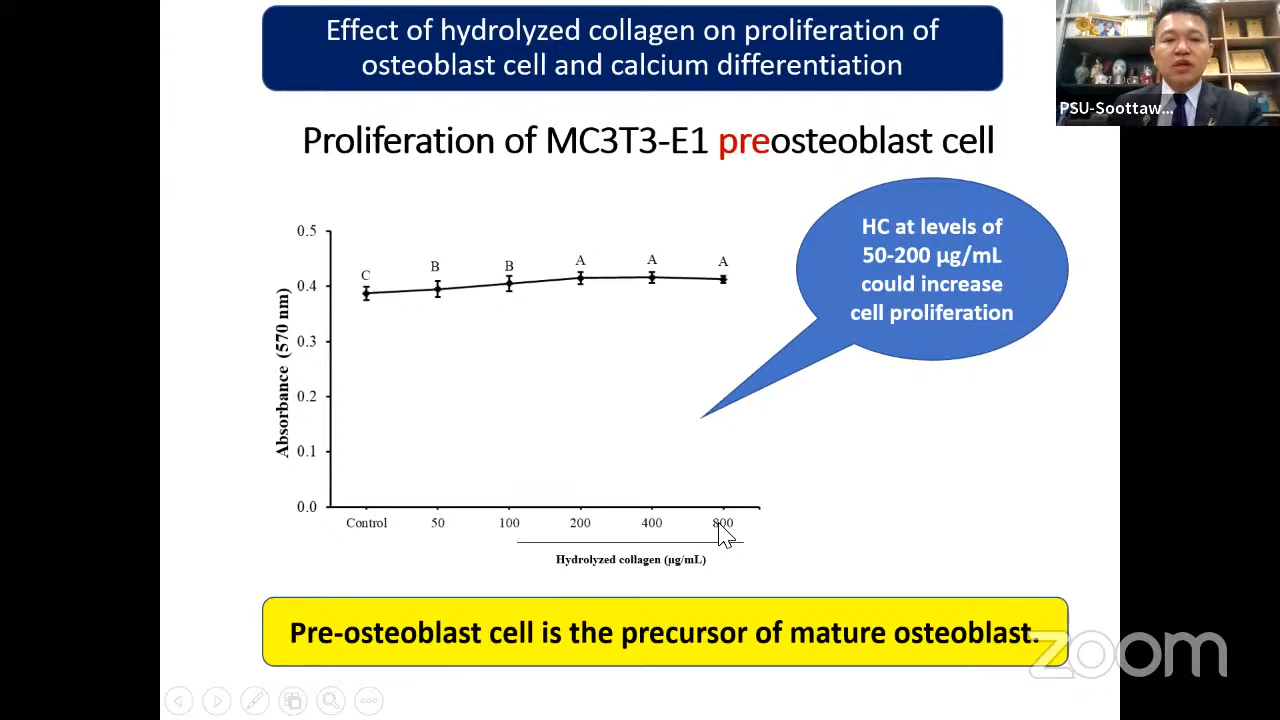 Effect of hydrolyzed collagen on proliferation of
osteoblast cell and calcium differentiation
PSU-Soottaw...
Proliferation of MC3T3-E1 preosteoblast cell
HC at levels of
50-200 µg/mL
could increase
cell proliferation
Absorbance (570 nm)
0.5
0.4
0.3
0.2
0.1
0.0
C
B
B
A
A
A
Control
50
100
200
400
800
Hydrolyzed collagen (µg/mL)
Pre-osteoblast cell is the precursor of mature osteoblast.
zoom